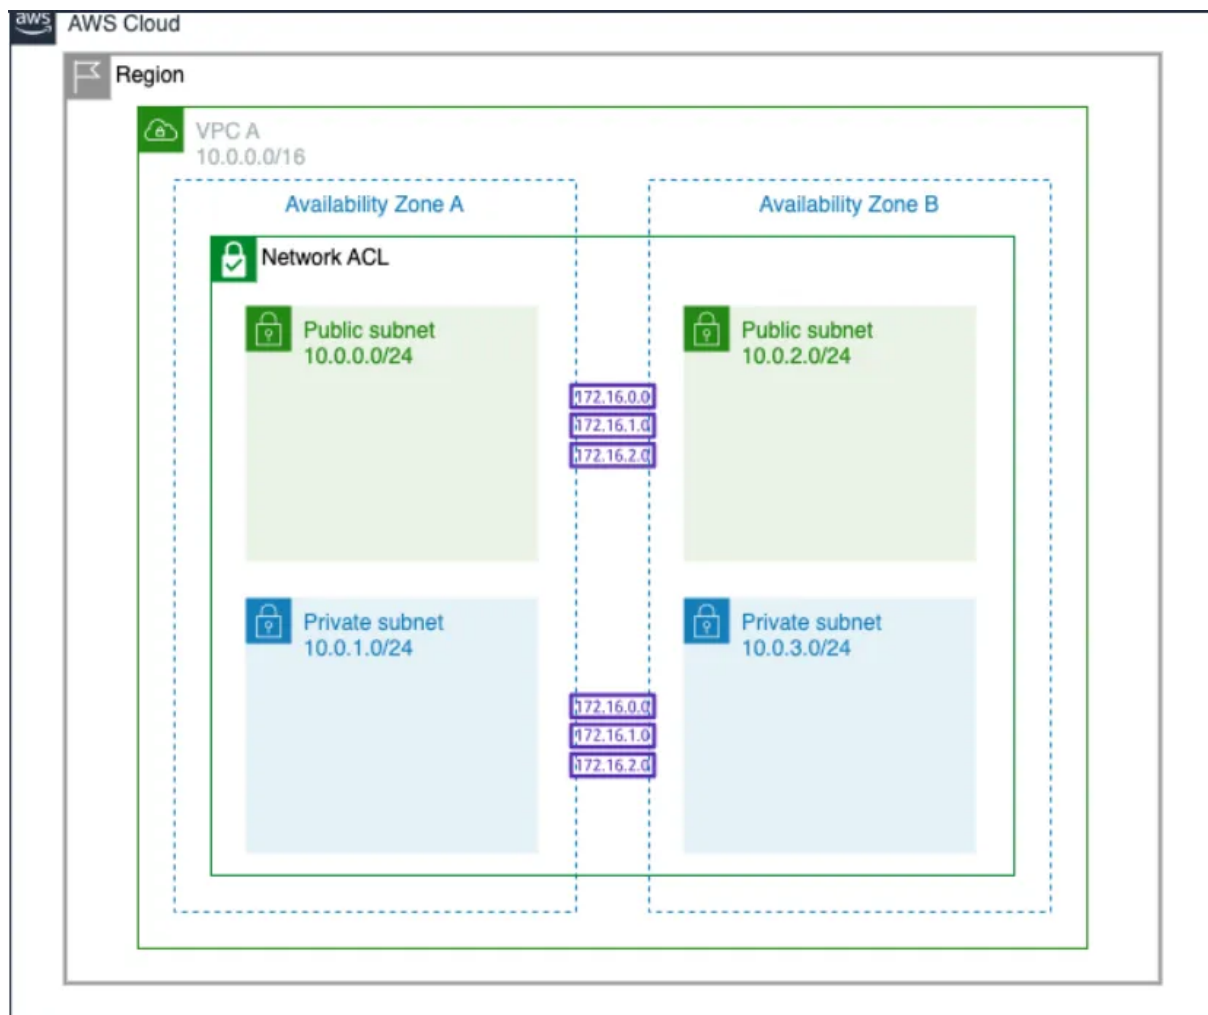 aws
AWS Cloud
Region
VPC A
10.0.0.0/16
Availability Zone A
Availability Zone B
Network ACL
Public subnet
10.0.0.0/24
Public subnet
10.0.2.0/24
172.16.0.0
172.16.1.0
172.16.2.0
Private subnet
10.0.1.0/24
Private subnet
10.0.3.0/24
172.16.0.0
172.16.1.0
172.16.2.0